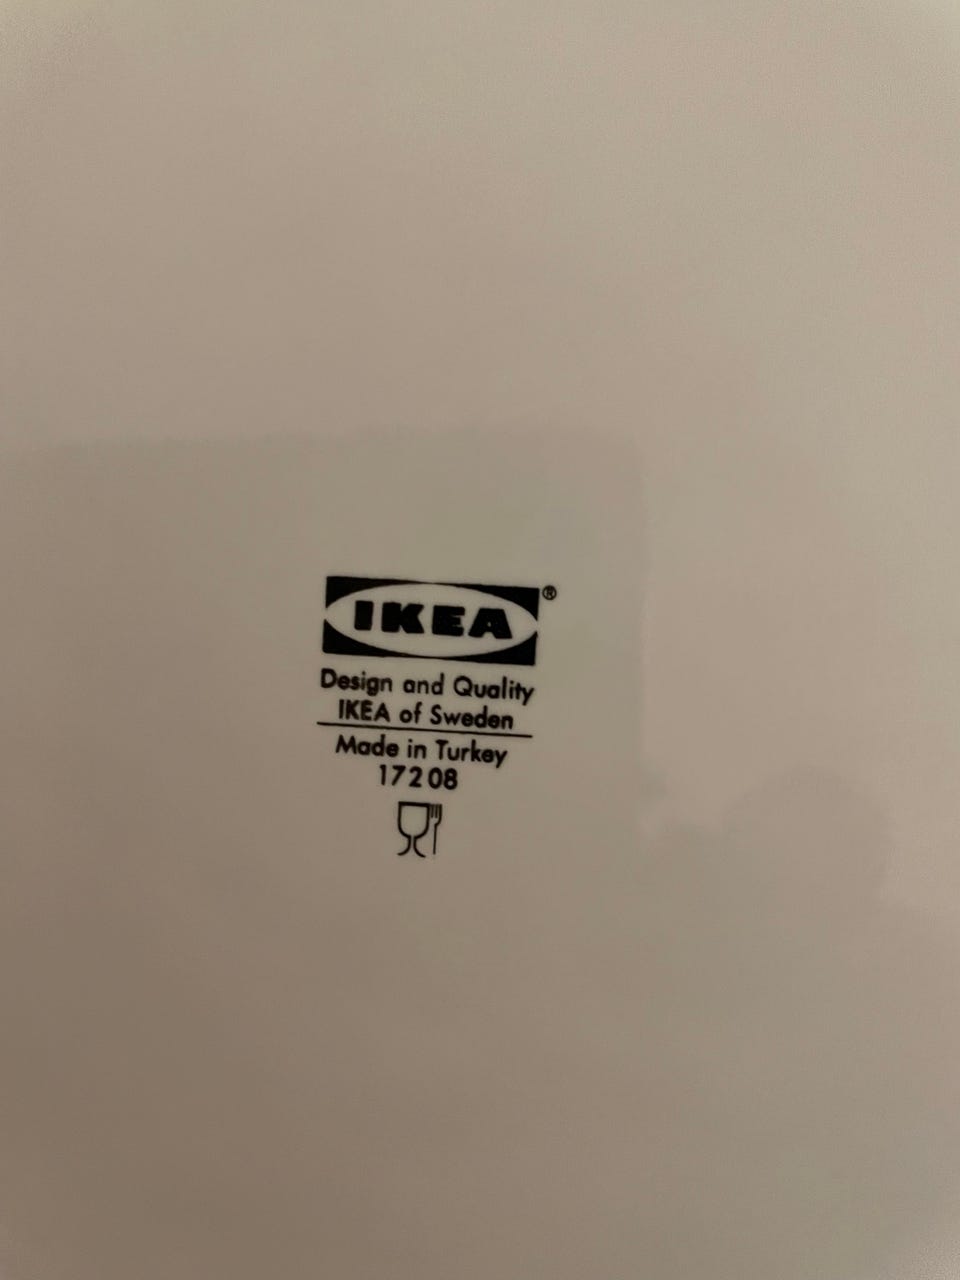 IKEA®
Design and Quality
IKEA of Sweden
Made in Turkey
17208